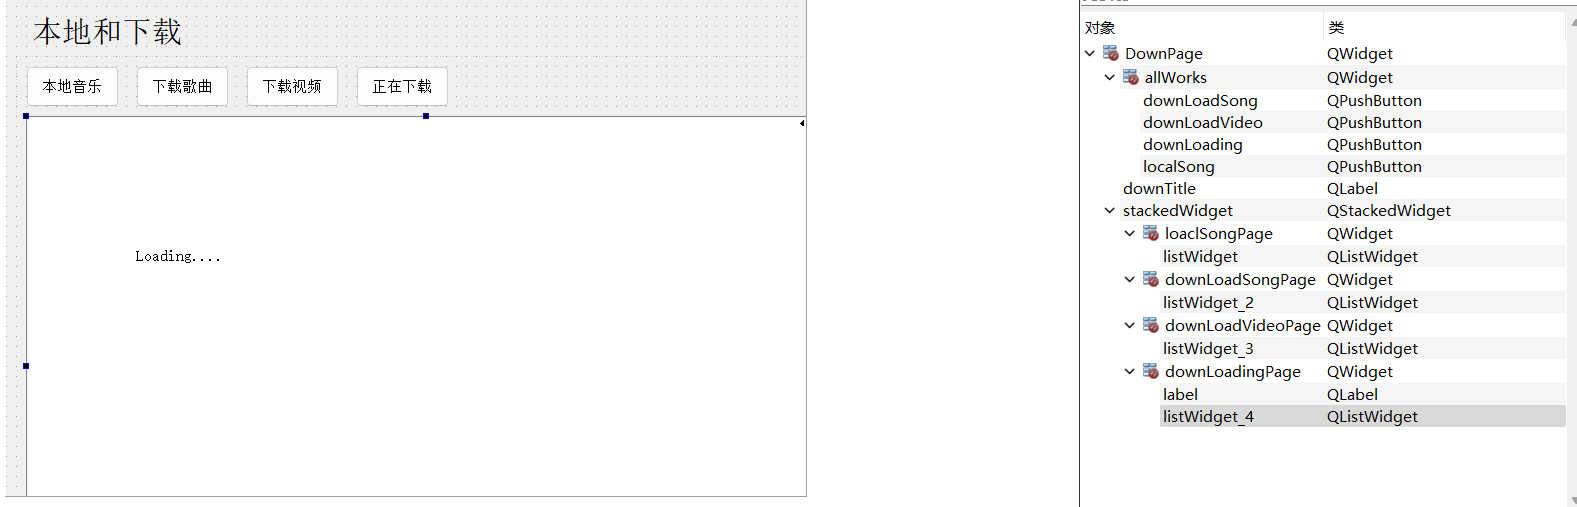 本地和下载
本地音乐 下载歌曲 下载视频 正在下载
Loading....
对象 类
DownPage QWidget
allWorks QWidget
downLoadSong QPushButton
downLoadVideo QPushButton
downLoading QPushButton
localSong QPushButton
downTitle QLabel
stackedWidget QStackedWidget
loaclSongPage QWidget
listWidget QListWidget
downLoadSongPage QWidget
listWidget_2 QListWidget
downLoadVideoPage QWidget
listWidget_3 QListWidget
downLoadingPage QWidget
label QLabel
listWidget_4 QListWidget